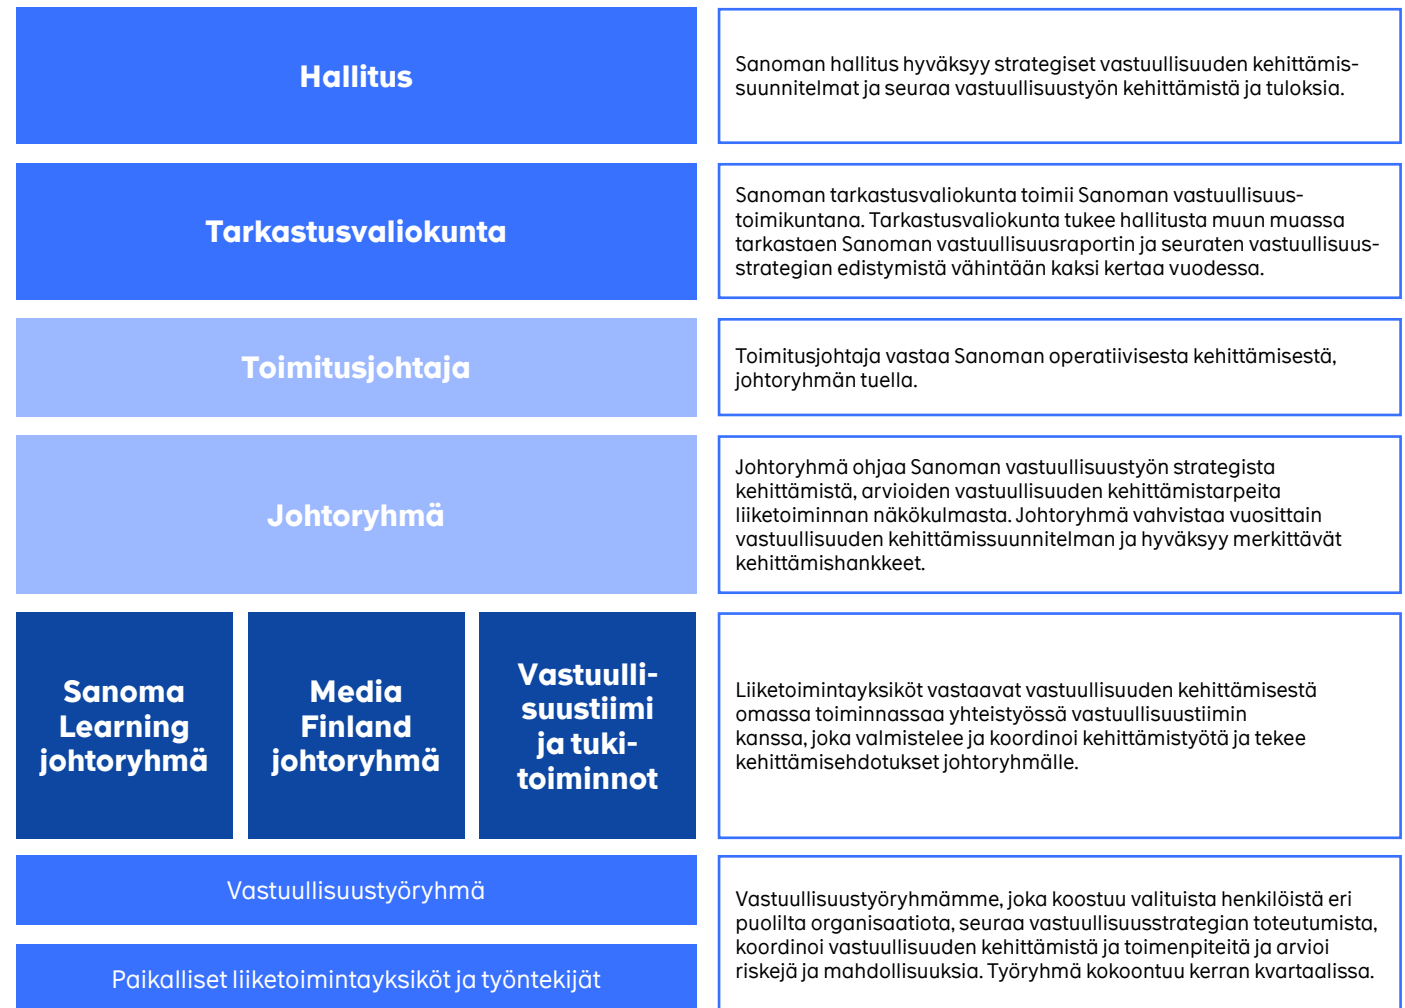 Hallitus
Sanoman hallitus hyväksyy strategiset vastuullisuuden kehittämis-
suunnitelmat ja seuraa vastuullisuustyön kehittämistä ja tuloksia.
Tarkastusvaliokunta
Sanoman tarkastusvaliokunta toimii Sanoman vastuullisuus-
toimikuntana. Tarkastusvaliokunta tukee hallitusta muun muassa
tarkastaen Sanoman vastuullisuusraportin ja seuraten vastuullisuus-
strategian edistymistä vähintään kaksi kertaa vuodessa.
Toimitusjohtaja
Toimitusjohtaja vastaa Sanoman operatiivisesta kehittämisestä,
johtoryhmän tuella.
Johtoryhmä
Johtoryhmä ohjaa Sanoman vastuullisuustyön strategista
kehittämistä, arvioiden vastuullisuuden kehittämistarpeita
liiketoiminnan näkökulmasta. Johtoryhmä vahvistaa vuosittain
vastuullisuuden kehittämissuunnitelman ja hyväksyy merkittävät
kehittämishankkeet.
Sanoma
Learning
johtoryhmä
Media
Finland
johtoryhmä
Vastuulli-
suustiimi
ja tuki-
toiminnot
Liiketoimintayksiköt vastaavat vastuullisuuden kehittämisestä
omassa toiminnassaa yhteistyössä vastuullisuustiimin
kanssa, joka valmistelee ja koordinoi kehittämistyötä ja tekee
kehittämisehdotukset johtoryhmälle.
Vastuullisuustyöryhmä
Paikalliset liiketoimintayksiköt ja työntekijät
Vastuullisuustyöryhmämme, joka koostuu valituista henkilöistä eri
puolilta organisaatiota, seuraa vastuullisuusstrategian toteutumista,
koordinoi vastuullisuuden kehittämistä ja toimenpiteitä ja arvioi
riskejä ja mahdollisuuksia. Työryhmä kokoontuu kerran kvartaalissa.